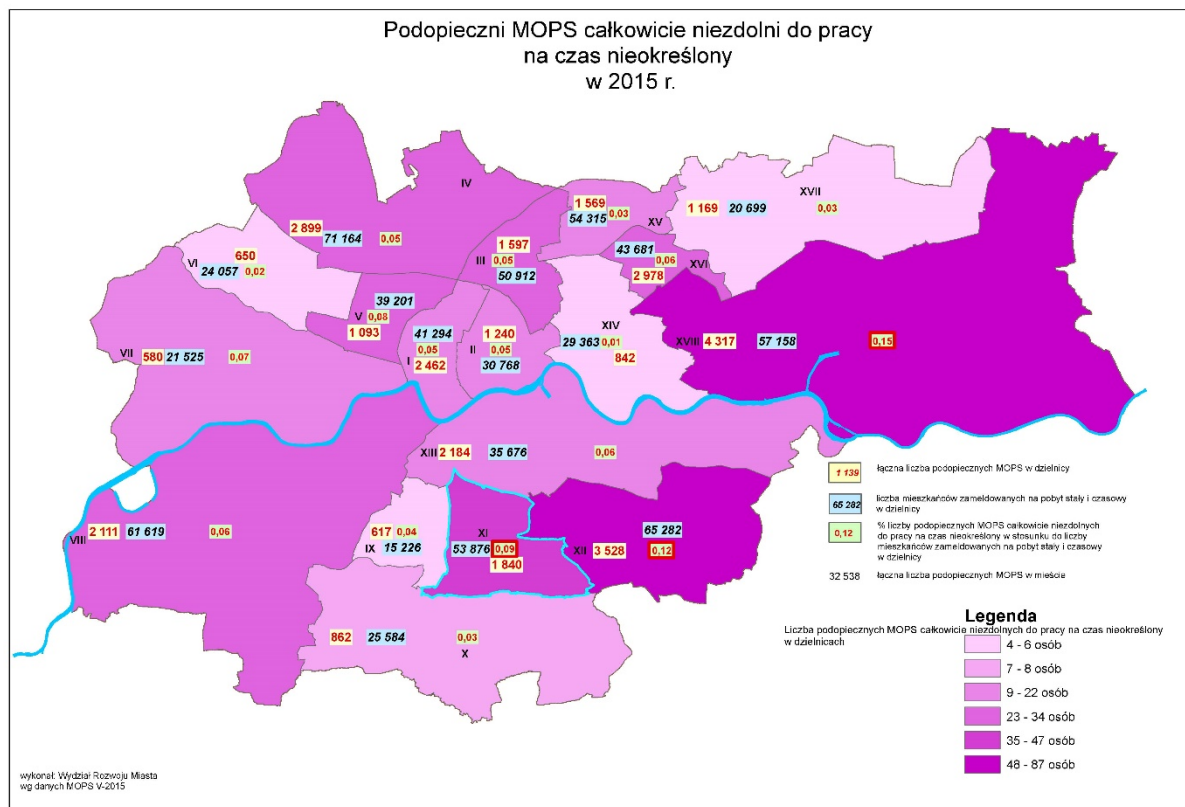 Podopieczni MOPS całkowicie niezdolni do pracy
na czas nieokreślony
w 2015 r.
IV
2 899
71 164
0,05
XVII
1 169
20 699
0,03
1 569
54 315
0,03
XV
1 597
III
0,05
50 912
43 681
0,06
XVI
2 978
VI
650
24 057
0,02
39 201
V
0,08
1 093
41 294
I
0,05
2 462
1 240
II
0,05
30 768
XIV
29 363
0,01
842
XVIII
4 317
57 158
0,15
VII
580
21 525
0,07
XIII
2 184
35 676
0,06
VIII
2 111
61 619
0,06
617
0,04
IX
15 226
XI
53 876
0,09
1 840
65 282
XII
3 528
0,12
862
25 584
0,03
X
1 139
łączna liczba podopiecznych MOPS w dzielnicy
65 282
liczba mieszkańców zameldowanych na pobyt stały i czasowy
w dzielnicy
0,12
% liczby podopiecznych MOPS całkowicie niezdolnych
do pracy na czas nieokreślony w stosunku do liczby
mieszkańców zameldowanych na pobyt stały i czasowy
w dzielnicy
32 538
łączna liczba podopiecznych MOPS w mieście
Legenda
Liczba podopiecznych MOPS całkowicie niezdolnych do pracy na czas nieokreślony
w dzielnicach
4 - 6 osób
7 - 8 osób
9 - 22 osób
23 - 34 osób
35 - 47 osób
48 - 87 osób
wykonał: Wydział Rozwoju Miasta
wg danych MOPS V-2015